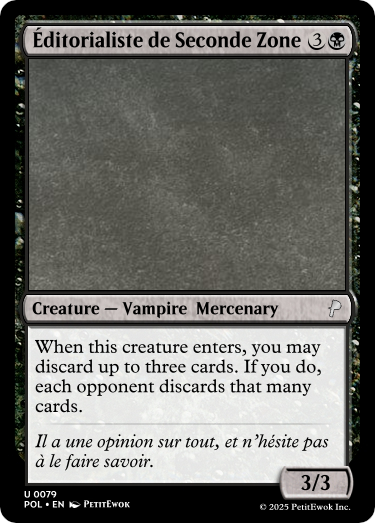 Éditorialiste de Seconde Zone 3
Creature — Vampire Mercenary
When this creature enters, you may
discard up to three cards. If you do,
each opponent discards that many
cards.
Il a une opinion sur tout, et n'hésite pas
à le faire savoir.
3/3
U 0079
POL • EN PetitEwok
© 2025 PetitEwok Inc.